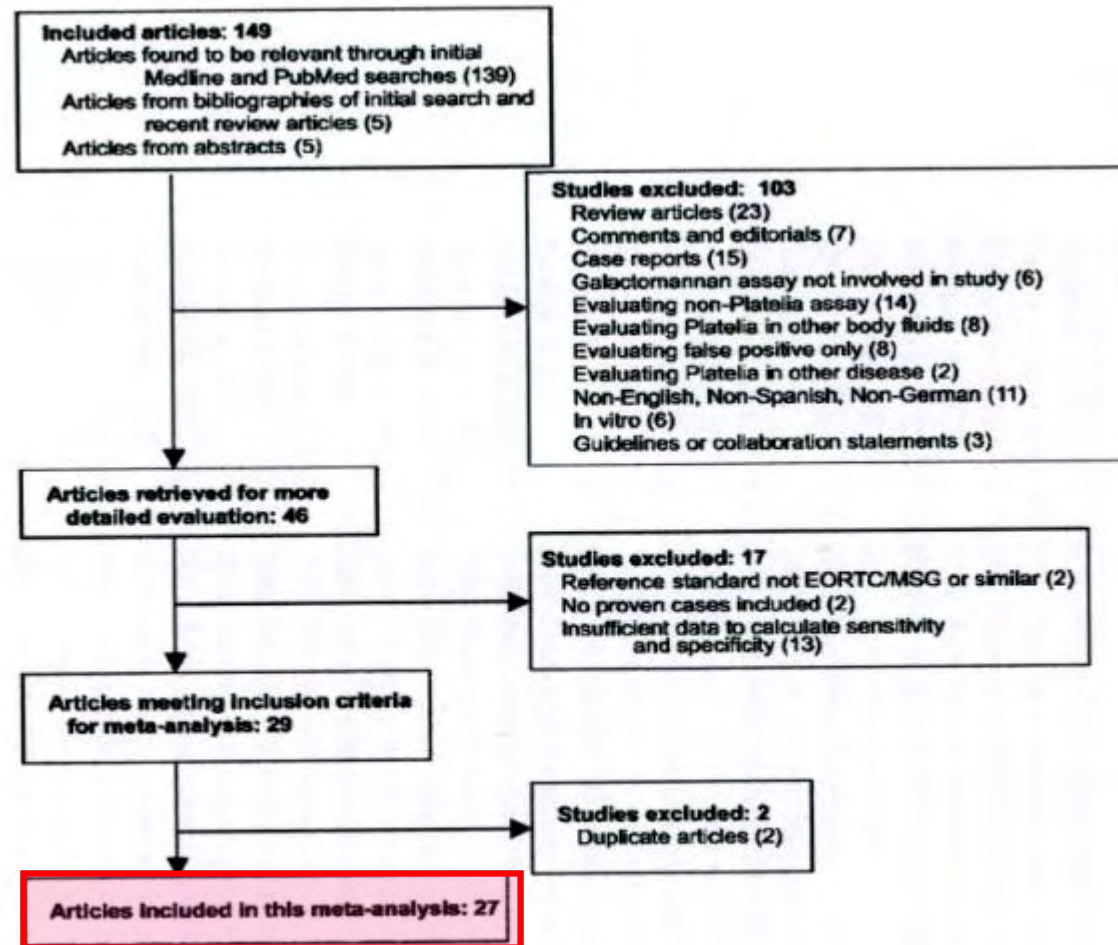 Included articles: 149
Articles found to be relevant through initial
Medline and PubMed searches (139)
Articles from bibliographies of initial search and
recent review articles (5)
Articles from abstracts (5)
Studies excluded: 103
Review articles (23)
Comments and editorials (7)
Case reports (15)
Galactomannan assay not involved in study (6)
Evaluating non-Platelia assay (14)
Evaluating Platelia in other body fluids (8)
Evaluating false positive only (8)
Evaluating Platelia in other disease (2)
Non-English, Non-Spanish, Non-German (11)
In vitro (6)
Guidelines or collaboration statements (3)
Articles retrieved for more
detailed evaluation: 46
Studies excluded: 17
Reference standard not EORTC/MSG or similar (2)
No proven cases included (2)
Insufficient data to calculate sensitivity
and specificity (13)
Articles meeting inclusion criteria
for meta-analysis: 29
Studies excluded: 2
Duplicate articles (2)
Articles included in this meta-analysis: 27